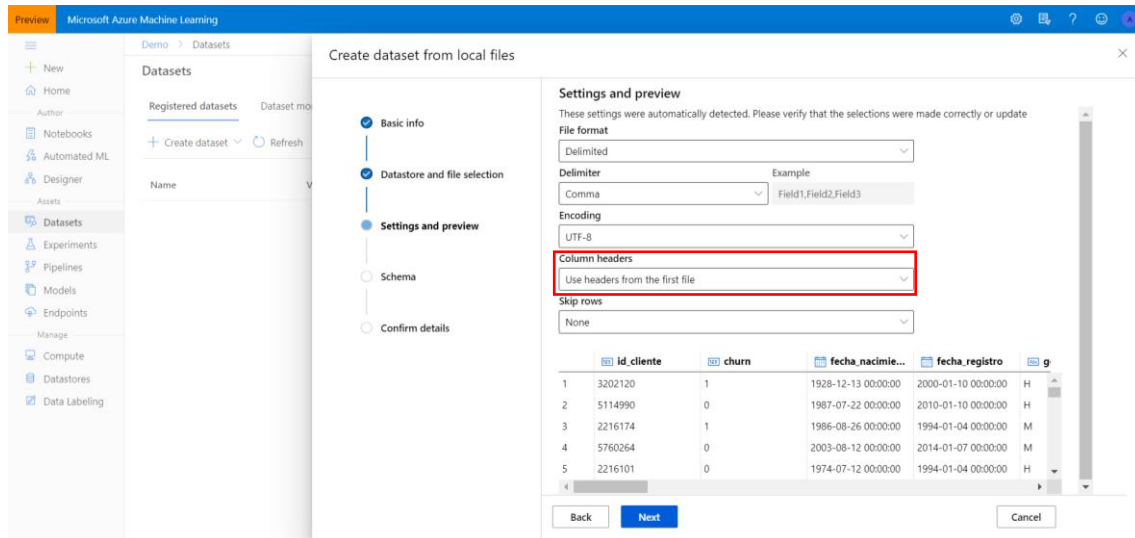 Preview Microsoft Azure Machine Learning ? A
Demo > Datasets
New
Home
Author
Notebooks
Automated ML
Designer
Assets
Datasets
Experiments
Pipelines
Models
Endpoints
Manage
Compute
Datastores
Data Labeling
Datasets
Registered datasets Dataset mo
+ Create dataset Refresh
Name V
Create dataset from local files
Basic info
Datastore and file selection
Settings and preview
Schema
Confirm details
Settings and preview
These settings were automatically detected. Please verify that the selections were made correctly or update
File format
Delimited
Delimiter Example
Comma Field1,Field2,Field3
Encoding
UTF-8
Column headers
Use headers from the first file
Skip rows
None
id_cliente churn fecha_nacimie... fecha_registro g
1 3202120 1 1928-12-13 00:00:00 2000-01-10 00:00:00 H
2 5114990 0 1987-07-22 00:00:00 2010-01-10 00:00:00 H
3 2216174 1 1986-08-26 00:00:00 1994-01-04 00:00:00 M
4 5760264 0 2003-08-12 00:00:00 2014-01-07 00:00:00 M
5 2216101 0 1974-07-12 00:00:00 1994-01-04 00:00:00 H
Back Next Cancel